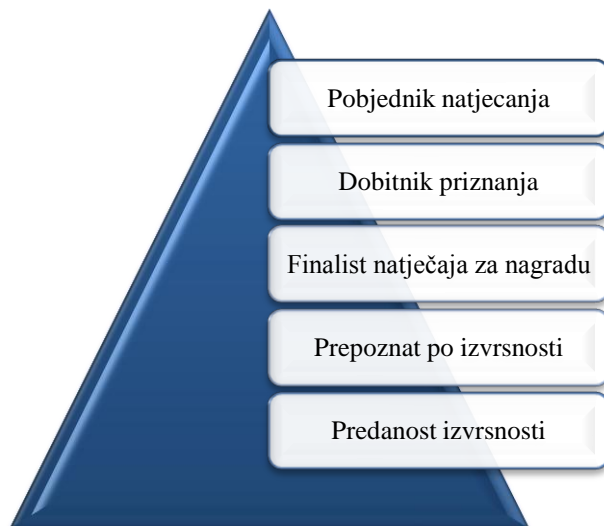 Pobjednik natjecanja
Dobitnik priznanja
Finalist natječaja za nagradu
Prepoznat po izvrsnosti
Predanost izvrsnosti